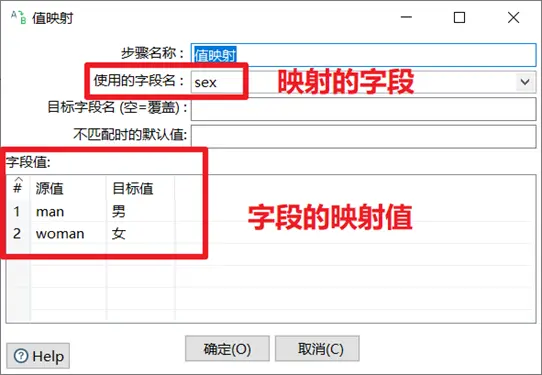 值映射
步骤名称：
值映射
使用的字段名：
sex
映射的字段
目标字段名 (空=覆盖)：
不匹配时的默认值:
字段值:
# 源值 目标值
1 man 男
2 woman 女
字段的映射值
Help
确定(O)
取消(C)